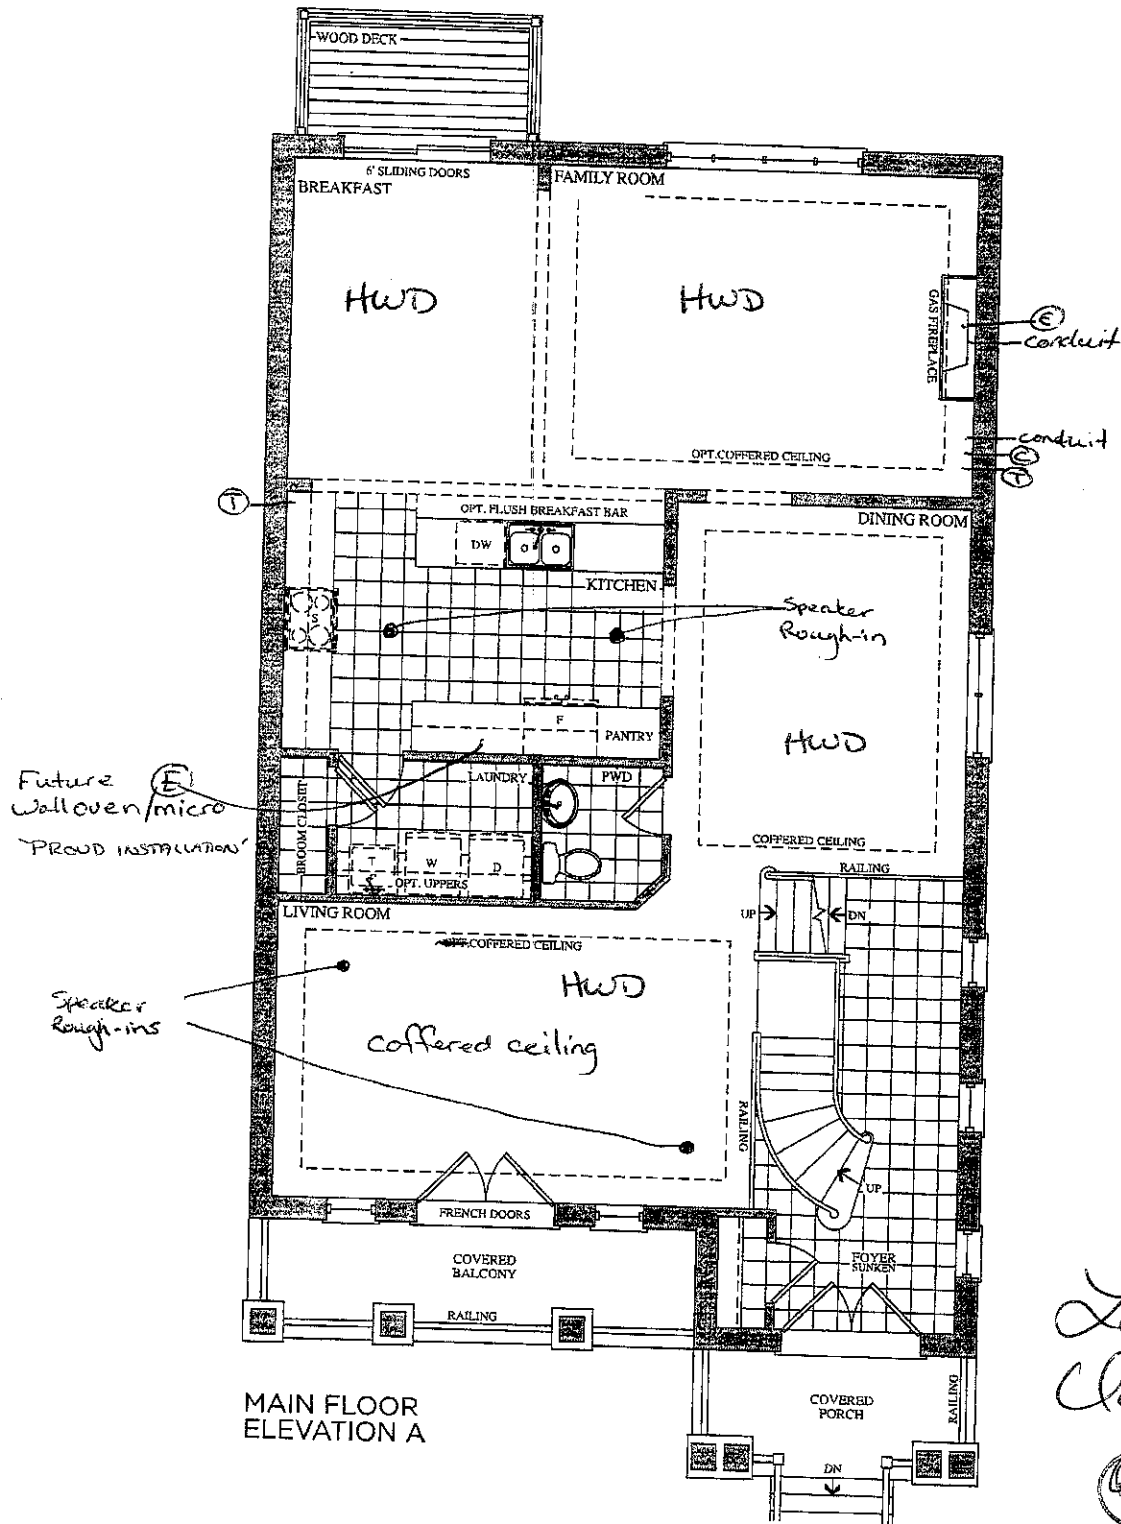 WOOD DECK
6' SLIDING DOORS
BREAKFAST
FAMILY ROOM
HWD
HWD
GAS FIREPLACE
E
conduit
conduit
C
T
OPT. COFFERED CEILING
T
OPT. FLUSH BREAKFAST BAR
DINING ROOM
DW
KITCHEN
S
Speaker
Rough-in
F
PANTRY
HWD
Future
Wall oven/micro
E
"PROUD INSTALLATION"
LAUNDRY
PWD
BROOM CLOSET
COFFERED CEILING
T
W
D
OPT. UPPERS
RAILING
LIVING ROOM
UP
DN
OPT. COFFERED CEILING
HWD
Speaker
Rough-ins
coffered ceiling
RAILING
UP
FRENCH DOORS
FOYER
SUNKEN
COVERED
BALCONY
RAILING
MAIN FLOOR
ELEVATION A
COVERED
PORCH
RAILING
DN